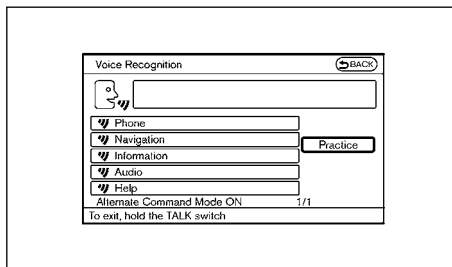 Voice Recognition
BACK
Phone
Navigation
Practice
Information
Audio
Help
Alternate Command Mode ON 1/1
To exit, hold the TALK switch